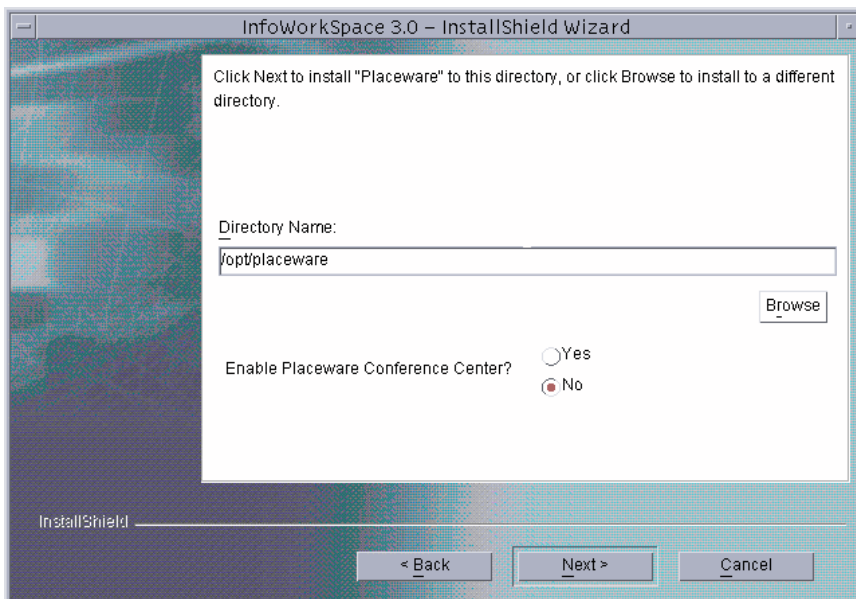 InfoWorkSpace 3.0 – InstallShield Wizard
Click Next to install "Placeware" to this directory, or click Browse to install to a different
directory.
Directory Name:
/opt/placeware
Browse
Enable Placeware Conference Center?
Yes
No
InstallShield
< Back
Next >
Cancel